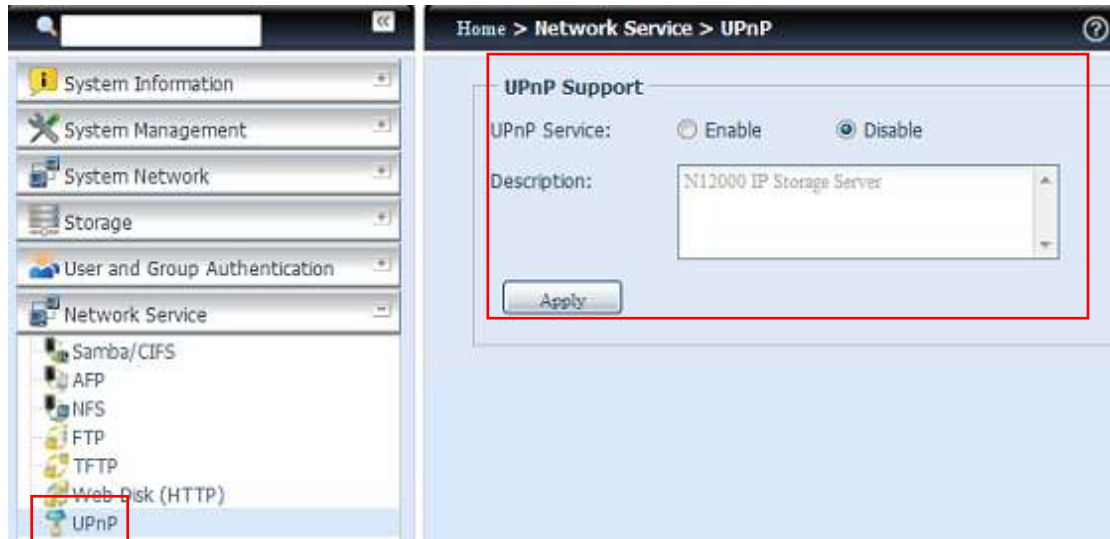 Home > Network Service > UPnP
System Information
System Management
System Network
Storage
User and Group Authentication
Network Service
Samba/CIFS
AFP
NFS
FTP
TFTP
Web Disk (HTTP)
UPnP
UPnP Support
UPnP Service: Enable Disable
Description: N12000 IP Storage Server
Apply